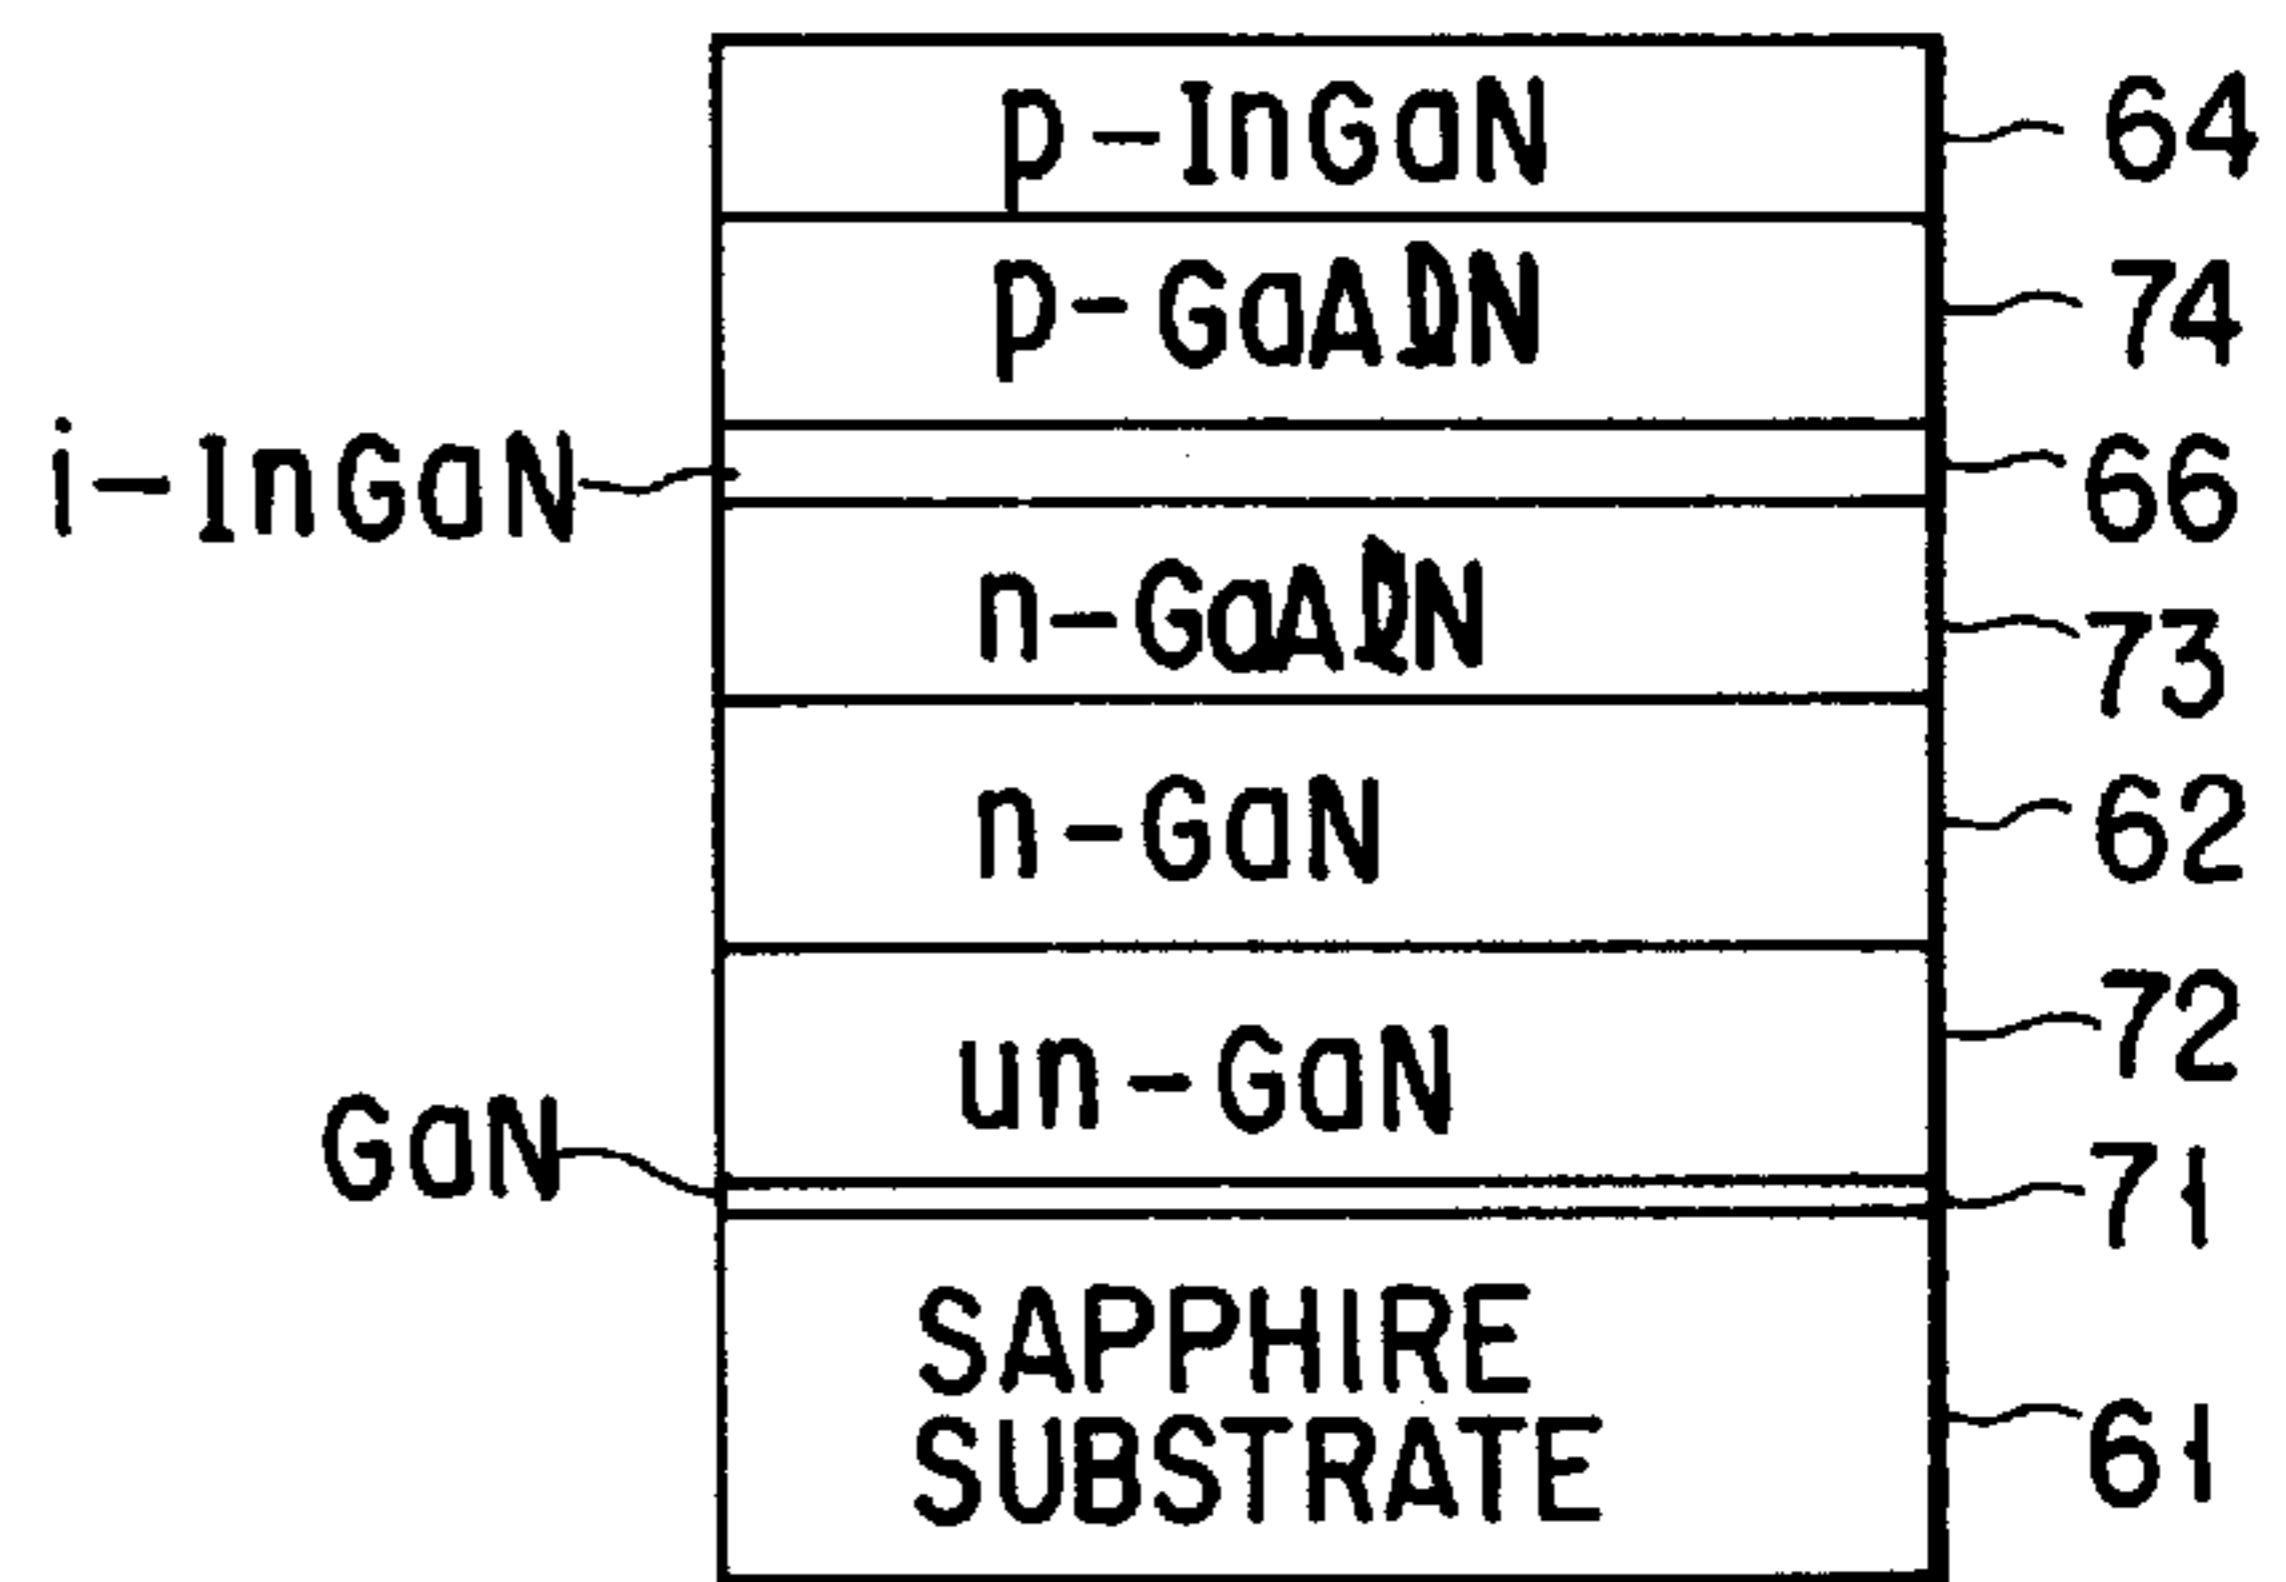 p-InGaN 64
p-GaAlN 74
i-InGaN 66
n-GaAlN 73
n-GaN 62
un-GaN 72
GaN 71
SAPPHIRE
SUBSTRATE 61